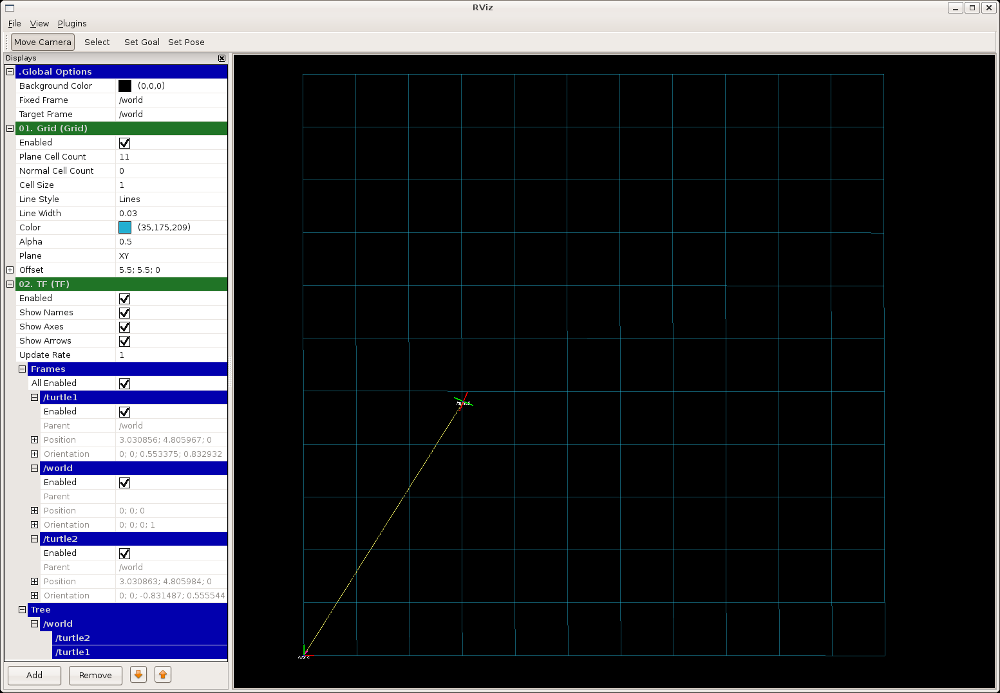 RViz
File View Plugins
Move Camera Select Set Goal Set Pose
Displays
.Global Options
Background Color (0,0,0)
Fixed Frame /world
Target Frame /world
01. Grid (Grid)
Enabled
Plane Cell Count 11
Normal Cell Count 0
Cell Size 1
Line Style Lines
Line Width 0.03
Color (35,175,209)
Alpha 0.5
Plane XY
Offset 5.5; 5.5; 0
02. TF (TF)
Enabled
Show Names
Show Axes
Show Arrows
Update Rate 1
Frames
All Enabled
/turtle1
Enabled
Parent /world
Position 3.030856; 4.805967; 0
Orientation 0; 0; 0.553375; 0.832932
/world
Enabled
Parent
Position 0; 0; 0
Orientation 0; 0; 0; 1
/turtle2
Enabled
Parent /world
Position 3.030863; 4.805984; 0
Orientation 0; 0; -0.831487; 0.555544
Tree
/world
/turtle2
/turtle1
Add Remove